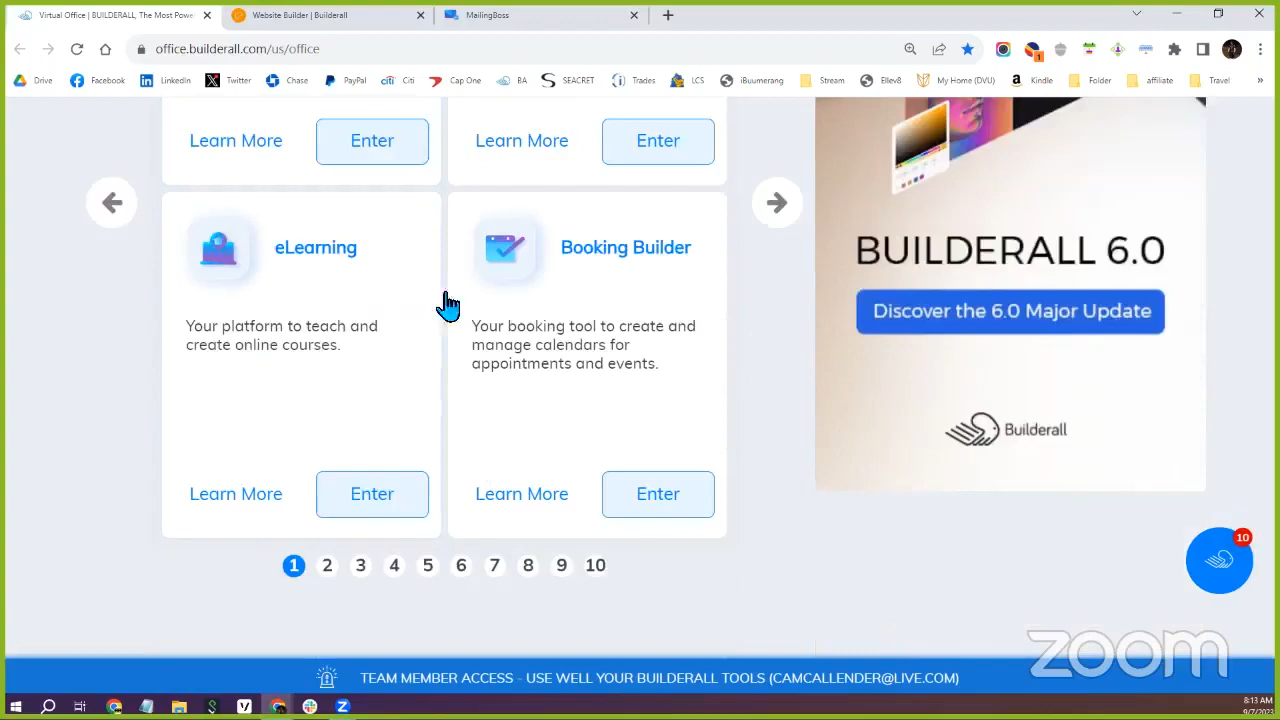 Virtual Office | BUILDERALL, The Most Powe
Website Builder | Builderall
MailingBoss
office.builderall.com/us/office
1
Drive
Facebook
LinkedIn
Twitter
Chase
PayPal
citi
Citi
Cap One
BA
SEACRET
Trades
LCS
iBuumerang
Stream
Ellev8
My Home (DVU)
Kindle
Folder
affiliate
Travel
»
Learn More
Enter
Learn More
Enter
eLearning
Booking Builder
Your platform to teach and
create online courses.
Your booking tool to create and
manage calendars for
appointments and events.
Learn More
Enter
Learn More
Enter
1 2 3 4 5 6 7 8 9 10
BUILDERALL 6.0
Discover the 6.0 Major Update
Builderall
10
zoom
TEAM MEMBER ACCESS - USE WELL YOUR BUILDERALL TOOLS (CAMCALLENDER@LIVE.COM)
8:13 AM